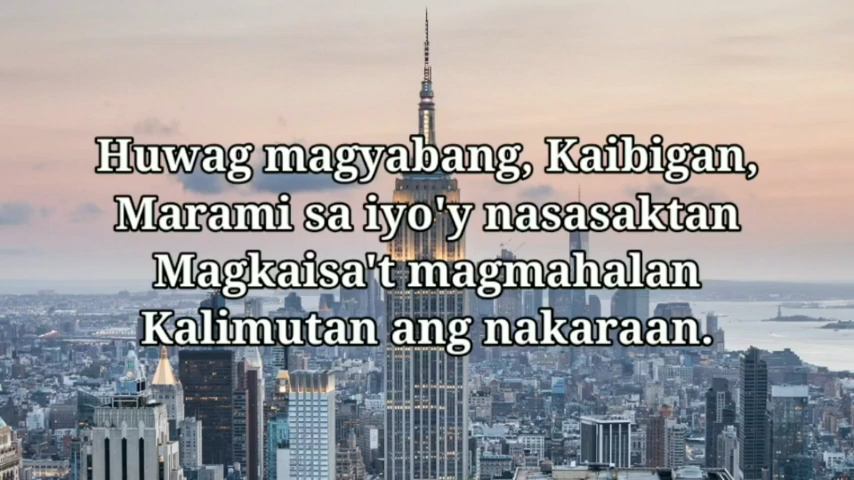 Huwag magyabang, Kaibigan,
Marami sa iyo'y nasasaktan
Magkaisa't magmahalan
Kalimutan ang nakaraan.